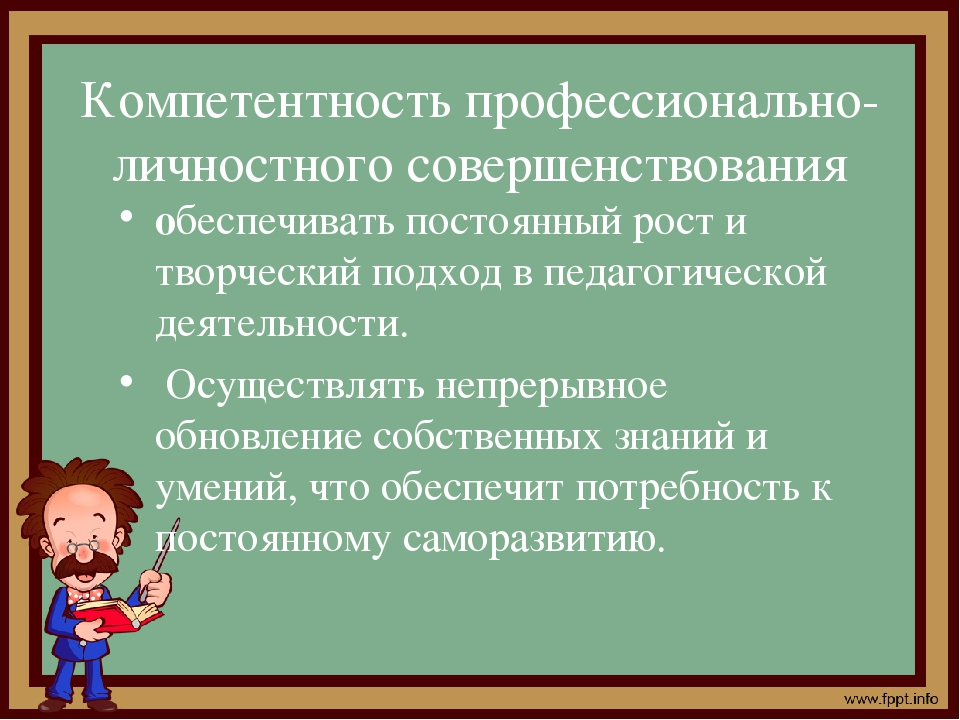 Компетентность профессионально-
личностного совершенствования
• обеспечивать постоянный рост и
творческий подход в педагогической
деятельности.
• Осуществлять непрерывное
обновление собственных знаний и
умений, что обеспечит потребность к
постоянному саморазвитию.
www.fppt.info